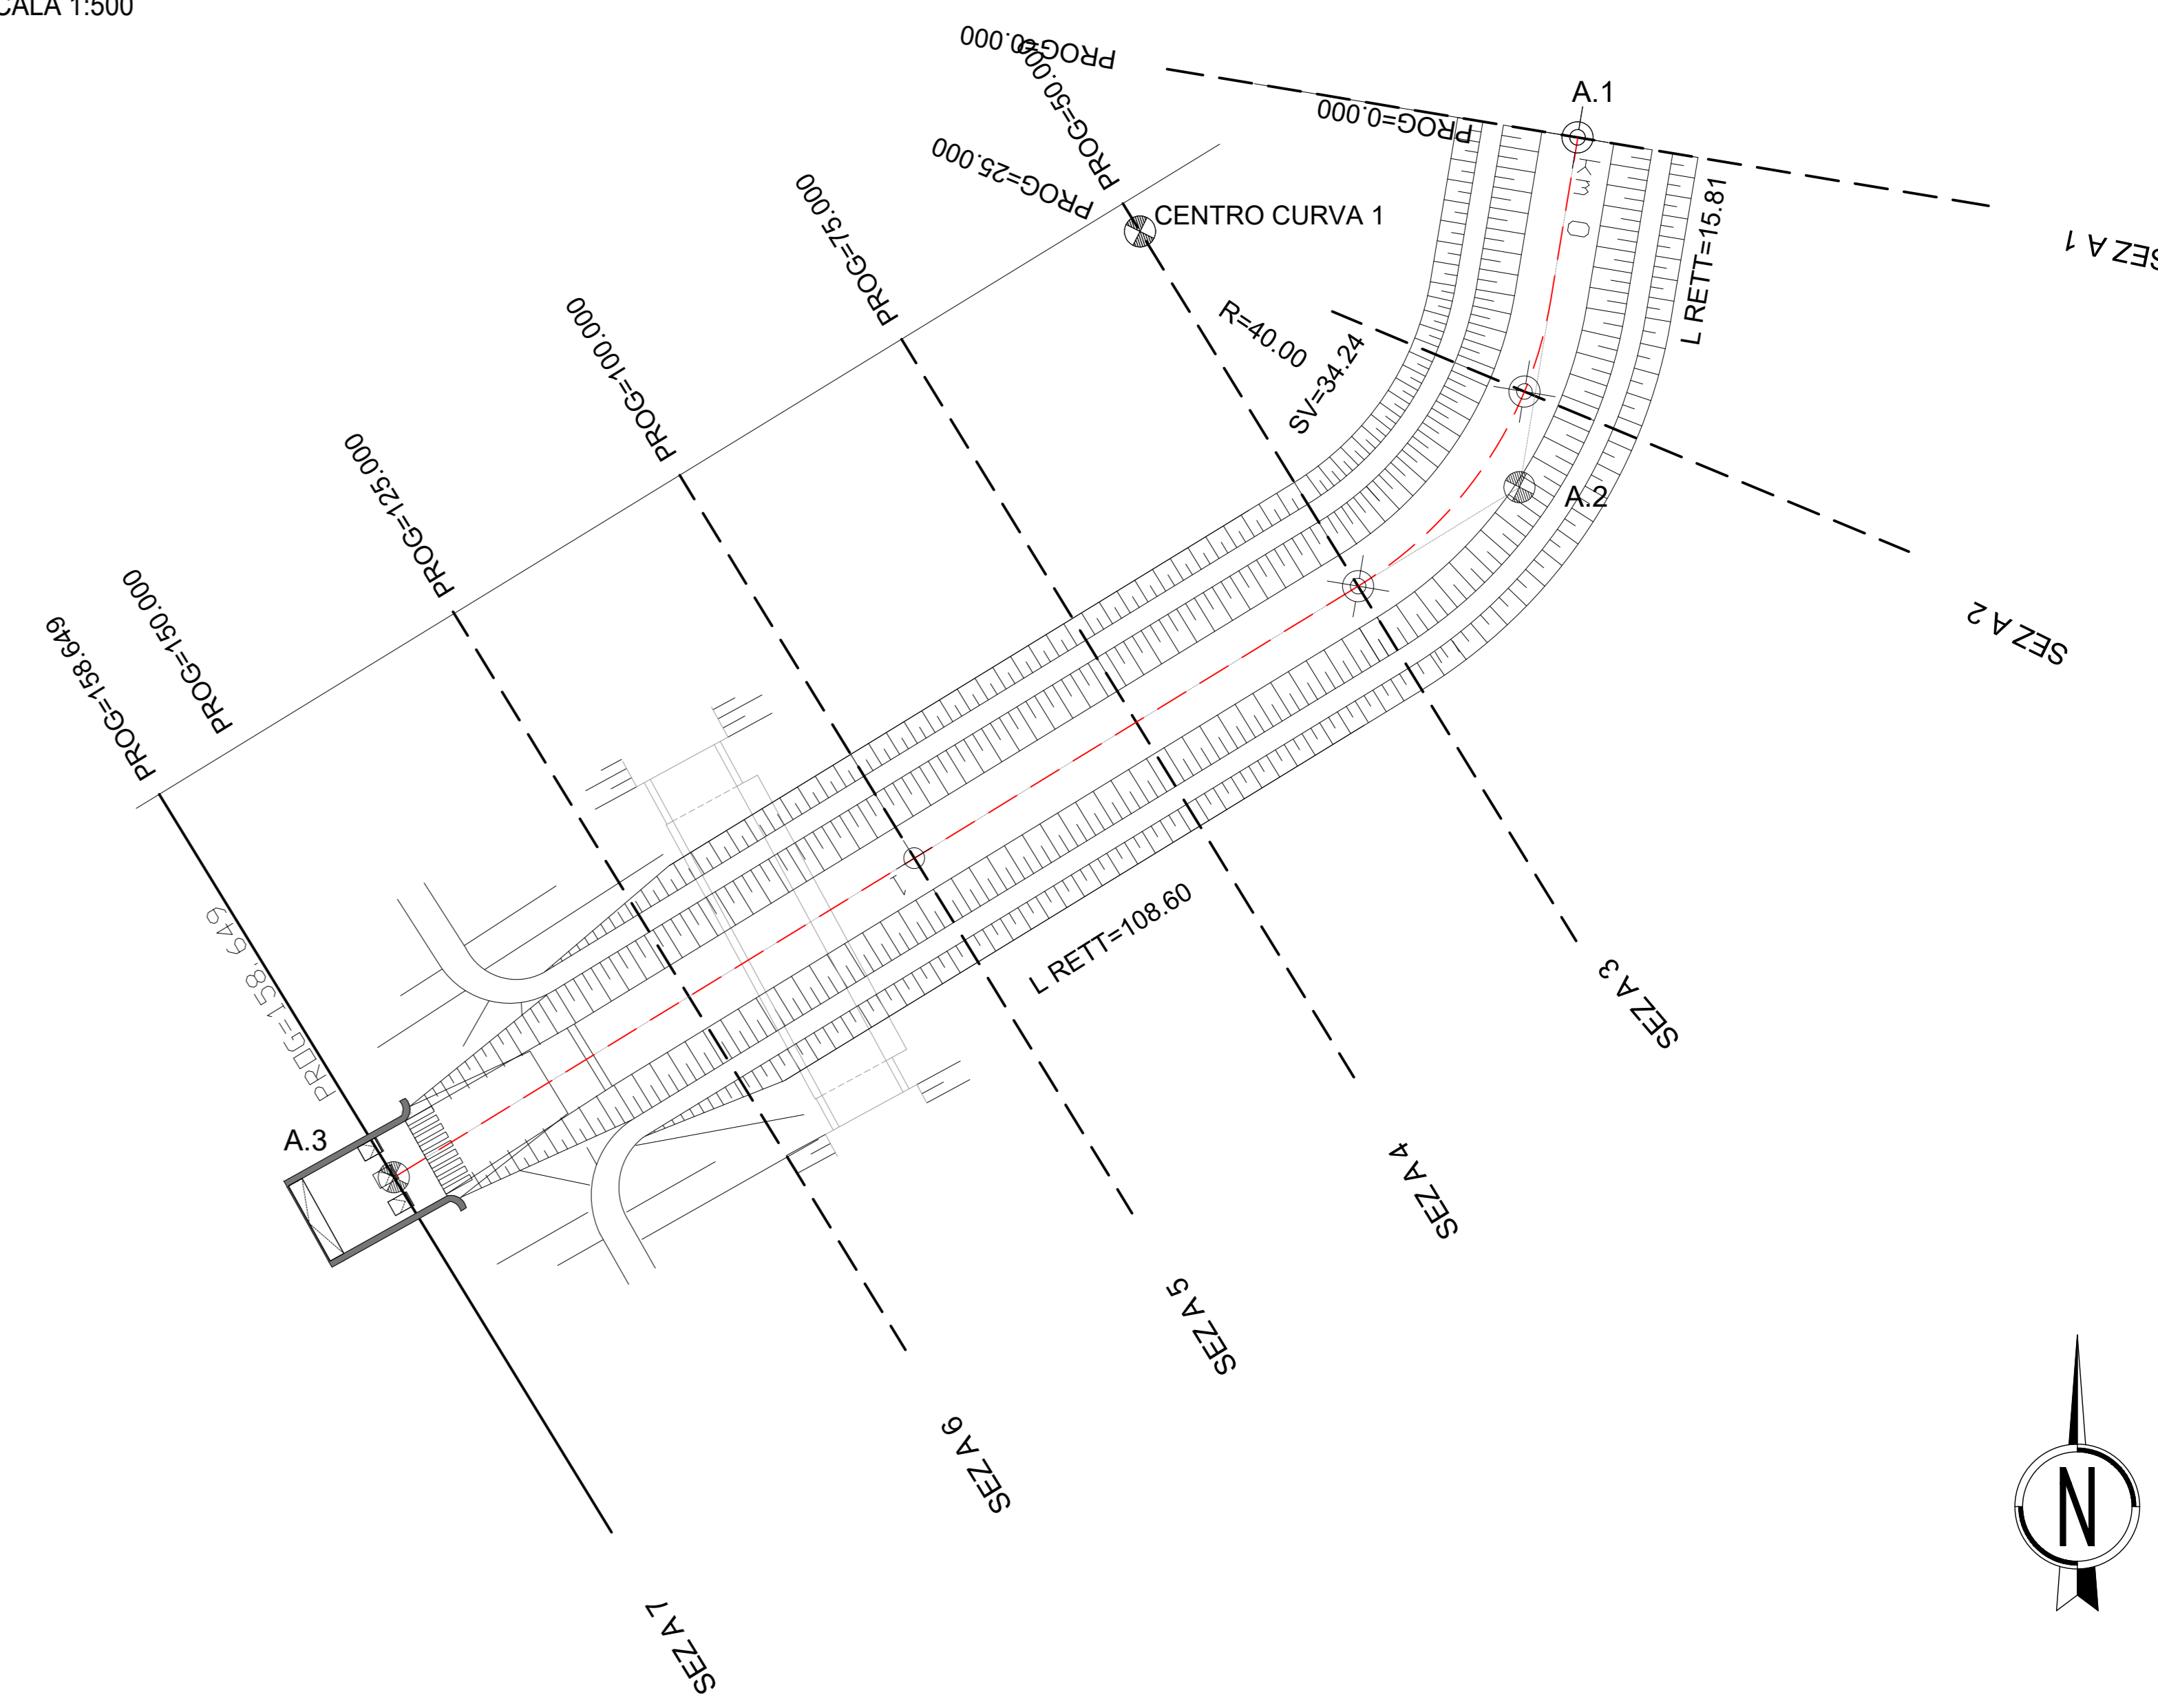 CALA 1:500
PROG=0.000
PROG=50.000
A.1
PROG=0.000
PROG=25.000
CENTRO CURVA 1
KM 0
L RETT=15.81
SEZ A 1
PROG=75.000
R=40.00
SV=34.24
PROG=100.000
A.2
PROG=125.000
SEZ A 2
PROG=150.000
PROG=158.649
1
L RETT=108.60
PROG=158.649
SEZ A 3
A.3
SEZ A 4
SEZ A 5
SEZ A 6
SEZ A 7
N